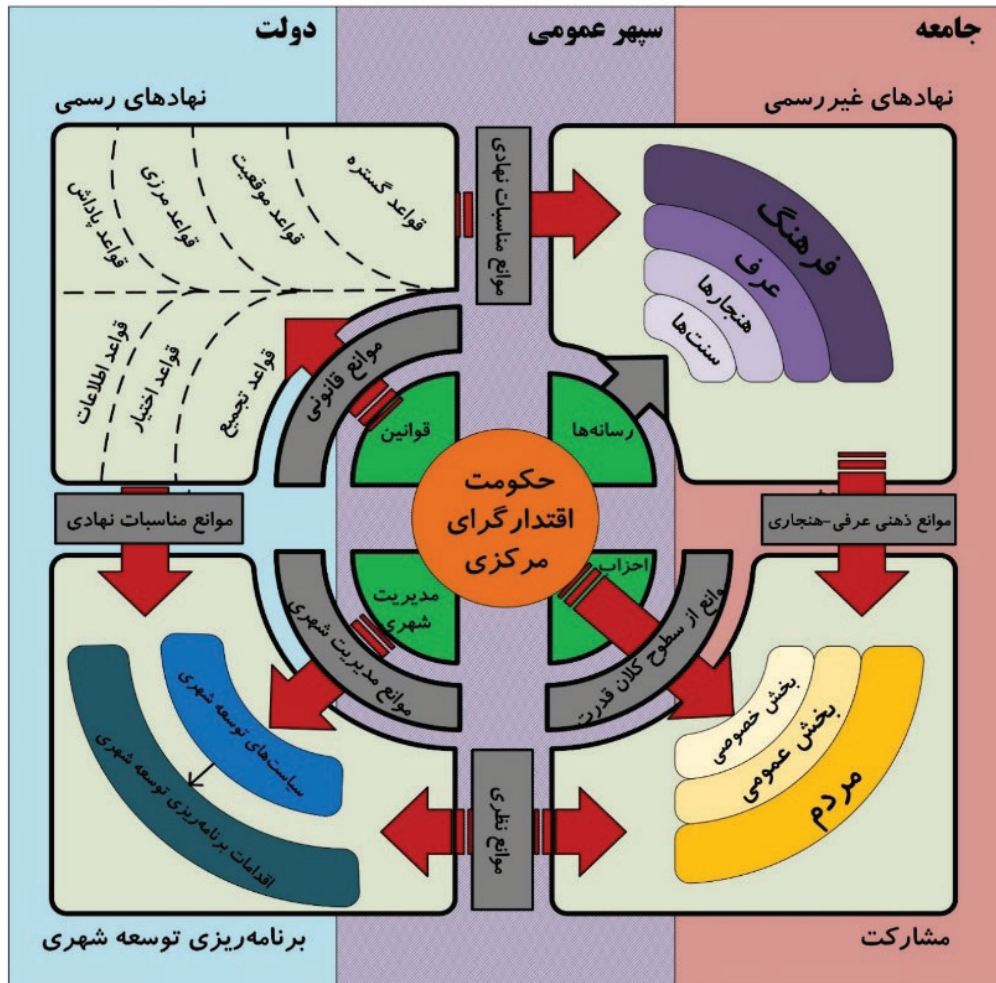 جامعه
سپهر عمومی
دولت
نهادهای غیررسمی
نهادهای رسمی
فرهنگ
عرف
هنجارها
سنت‌ها
موانع مناسبات نهادی
قواعد گستره
قواعد موقعیت
قواعد مرزی
قواعد پاداش
قواعد تجمیع
قواعد اختیار
قواعد اطلاعات
موانع قانونی
رسانه‌ها
قوانین
حکومت
اقتدارگرای
مرکزی
موانع ذهنی عرفی-هنجاری
موانع مناسبات نهادی
احزاب
مدیریت
شهری
موانع از سطوح کلان قدرت
موانع مدیریت شهری
بخش خصوصی
بخش عمومی
مردم
موانع نظری
سیاست‌های توسعه شهری
اقدامات برنامه‌ریزی توسعه شهری
مشارکت
برنامه‌ریزی توسعه شهری